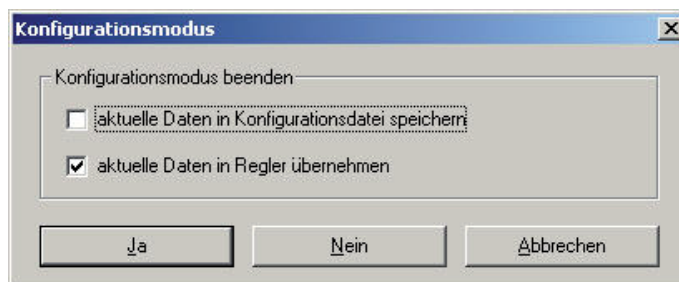 Konfigurationsmodus
Konfigurationsmodus beenden
aktuelle Daten in Konfigurationsdatei speichern
aktuelle Daten in Regler übernehmen
Ja Nein Abbrechen